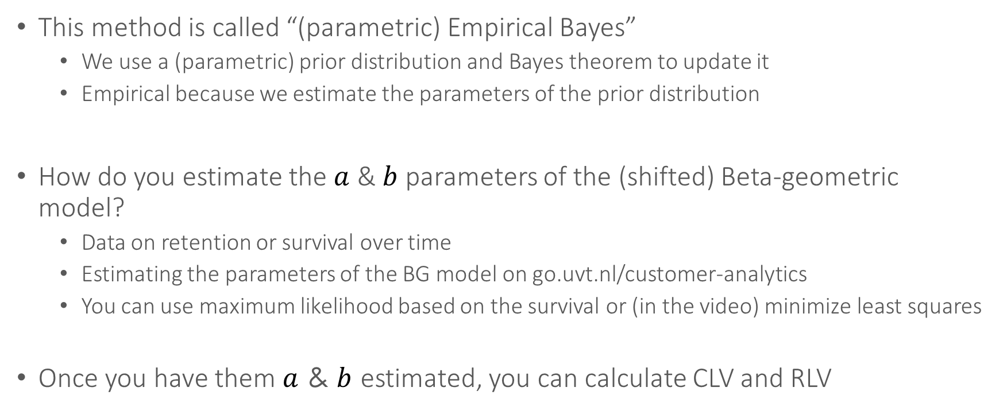 • This method is called “(parametric) Empirical Bayes”
• We use a (parametric) prior distribution and Bayes theorem to update it
• Empirical because we estimate the parameters of the prior distribution
• How do you estimate the a & b parameters of the (shifted) Beta-geometric
model?
• Data on retention or survival over time
• Estimating the parameters of the BG model on go.uvt.nl/customer-analytics
• You can use maximum likelihood based on the survival or (in the video) minimize least squares
• Once you have them a & b estimated, you can calculate CLV and RLV